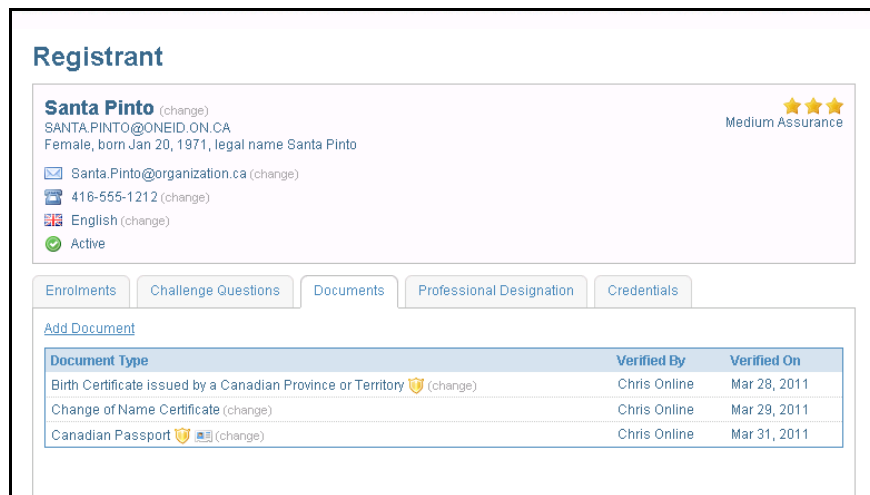 Registrant
Santa Pinto (change)
SANTA.PINTO@ONEID.ON.CA
Female, born Jan 20, 1971, legal name Santa Pinto
Medium Assurance
Santa.Pinto@organization.ca (change)
416-555-1212 (change)
English (change)
Active
Enrolments Challenge Questions Documents Professional Designation Credentials
Add Document
Document Type Verified By Verified On
Birth Certificate issued by a Canadian Province or Territory (change) Chris Online Mar 28, 2011
Change of Name Certificate (change) Chris Online Mar 29, 2011
Canadian Passport (change) Chris Online Mar 31, 2011